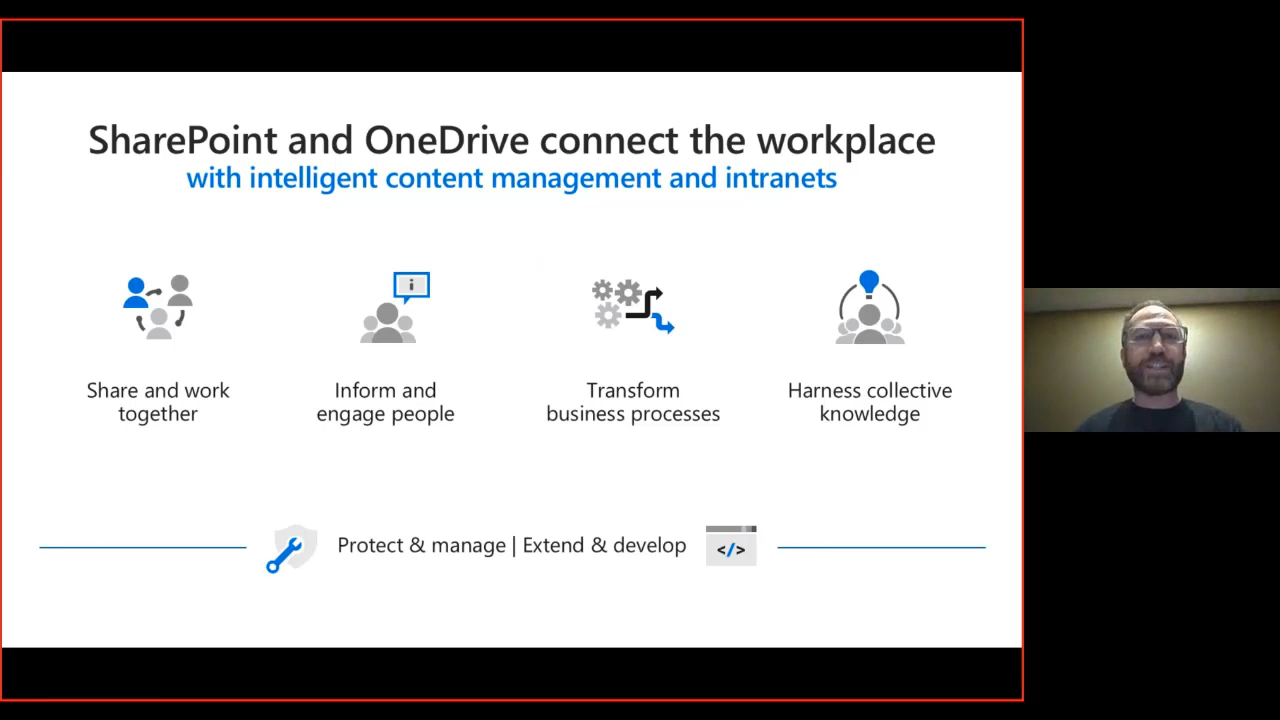 SharePoint and OneDrive connect the workplace
with intelligent content management and intranets
i
Share and work
together
Inform and
engage people
Transform
business processes
Harness collective
knowledge
Protect & manage | Extend & develop
</>